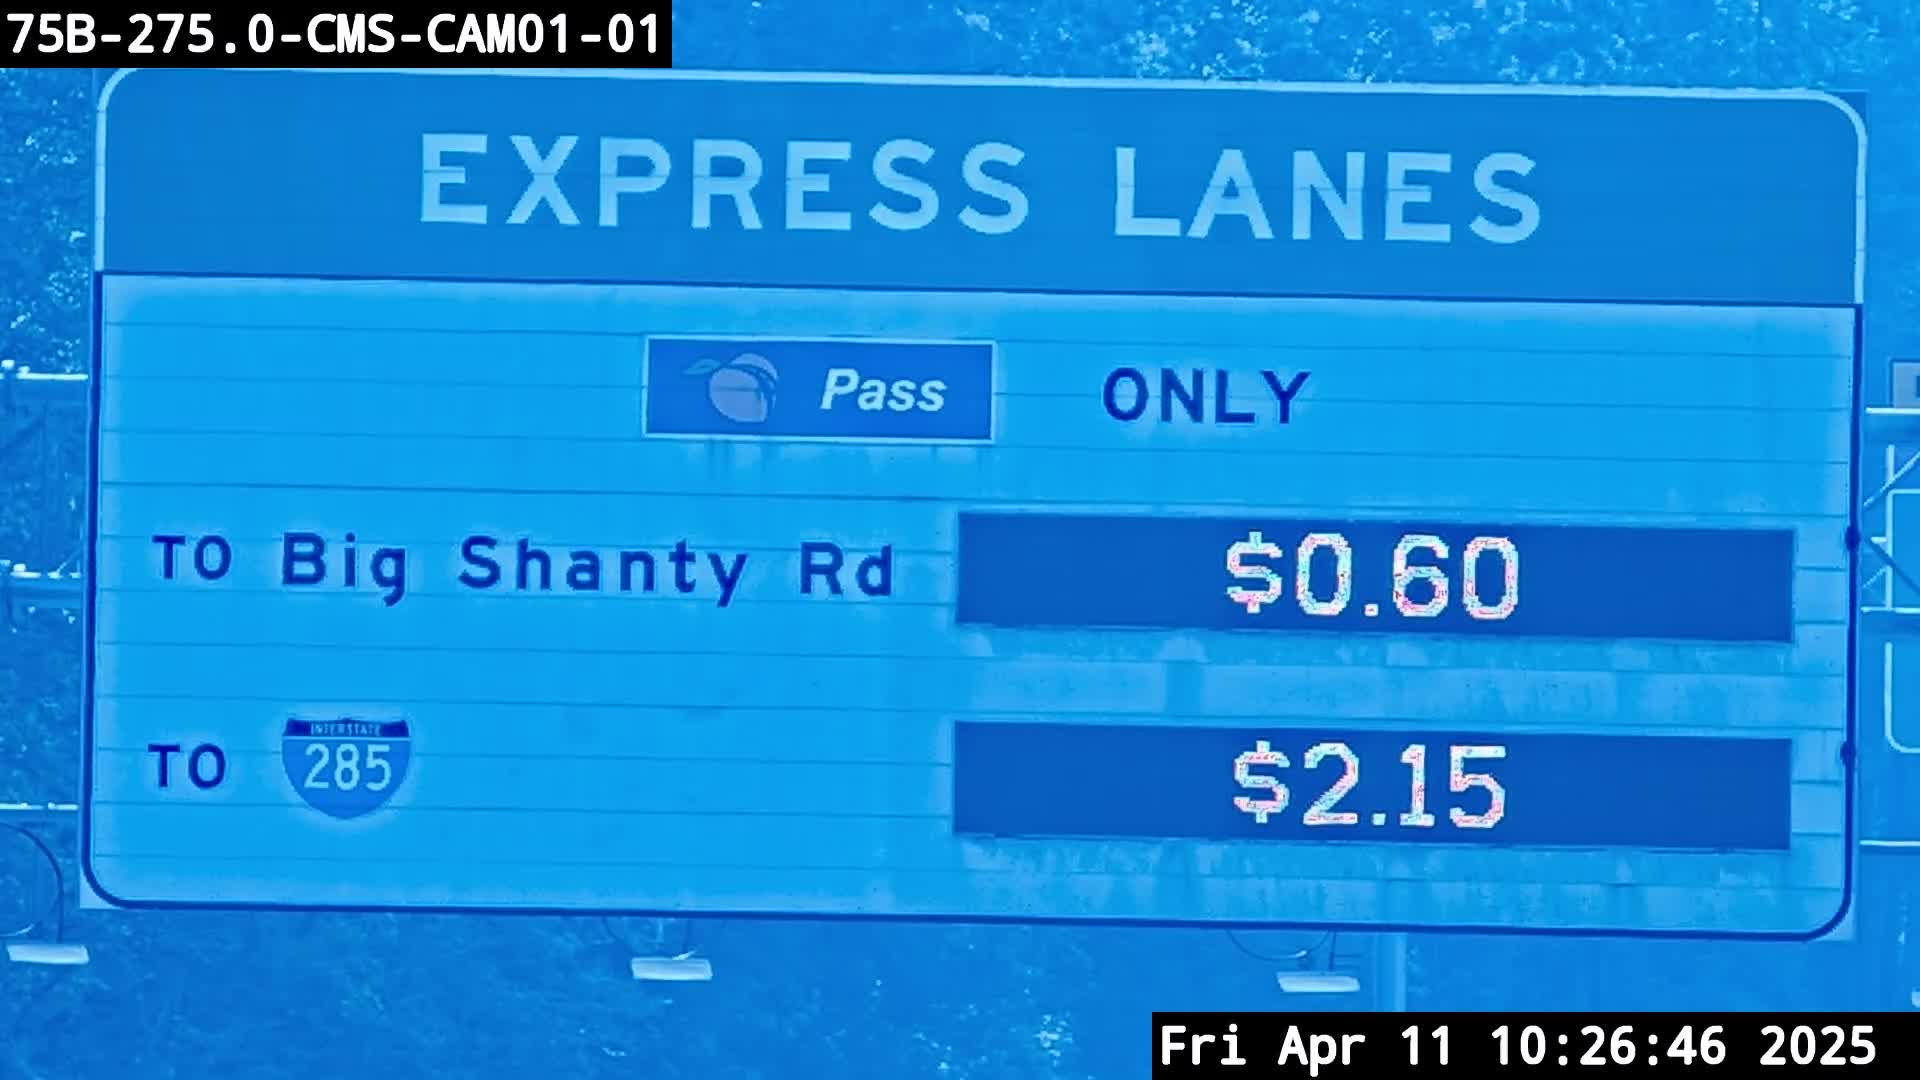 75B-275.0-CMS-CAM01-01
EXPRESS LANES
Pass ONLY
TO Big Shanty Rd $0.60
INTERSTATE
TO 285 $2.15
Fri Apr 11 10:26:46 2025